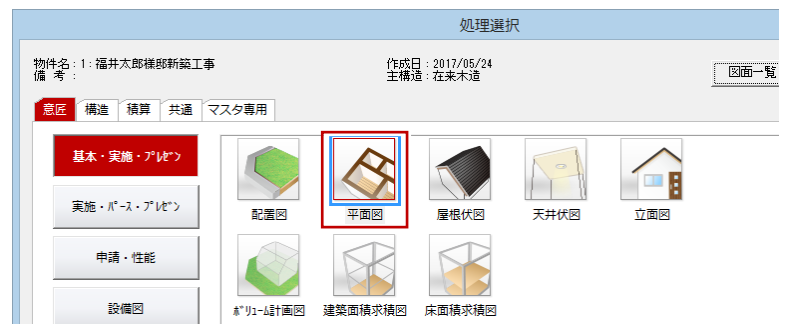 処理選択
物件名：1：福井太郎様邸新築工事
作成日：2017/05/24
備　考：
主構造：在来木造
図面一覧
意匠 構造 積算 共通 マスタ専用
基本・実施・ﾌﾟﾚｾﾞﾝ
実施・ﾊﾟｰｽ・ﾌﾟﾚｾﾞﾝ
申請・性能
設備図
配置図 平面図 屋根伏図 天井伏図 立面図
ﾎﾞﾘｭｰﾑ計画図 建築面積求積図 床面積求積図